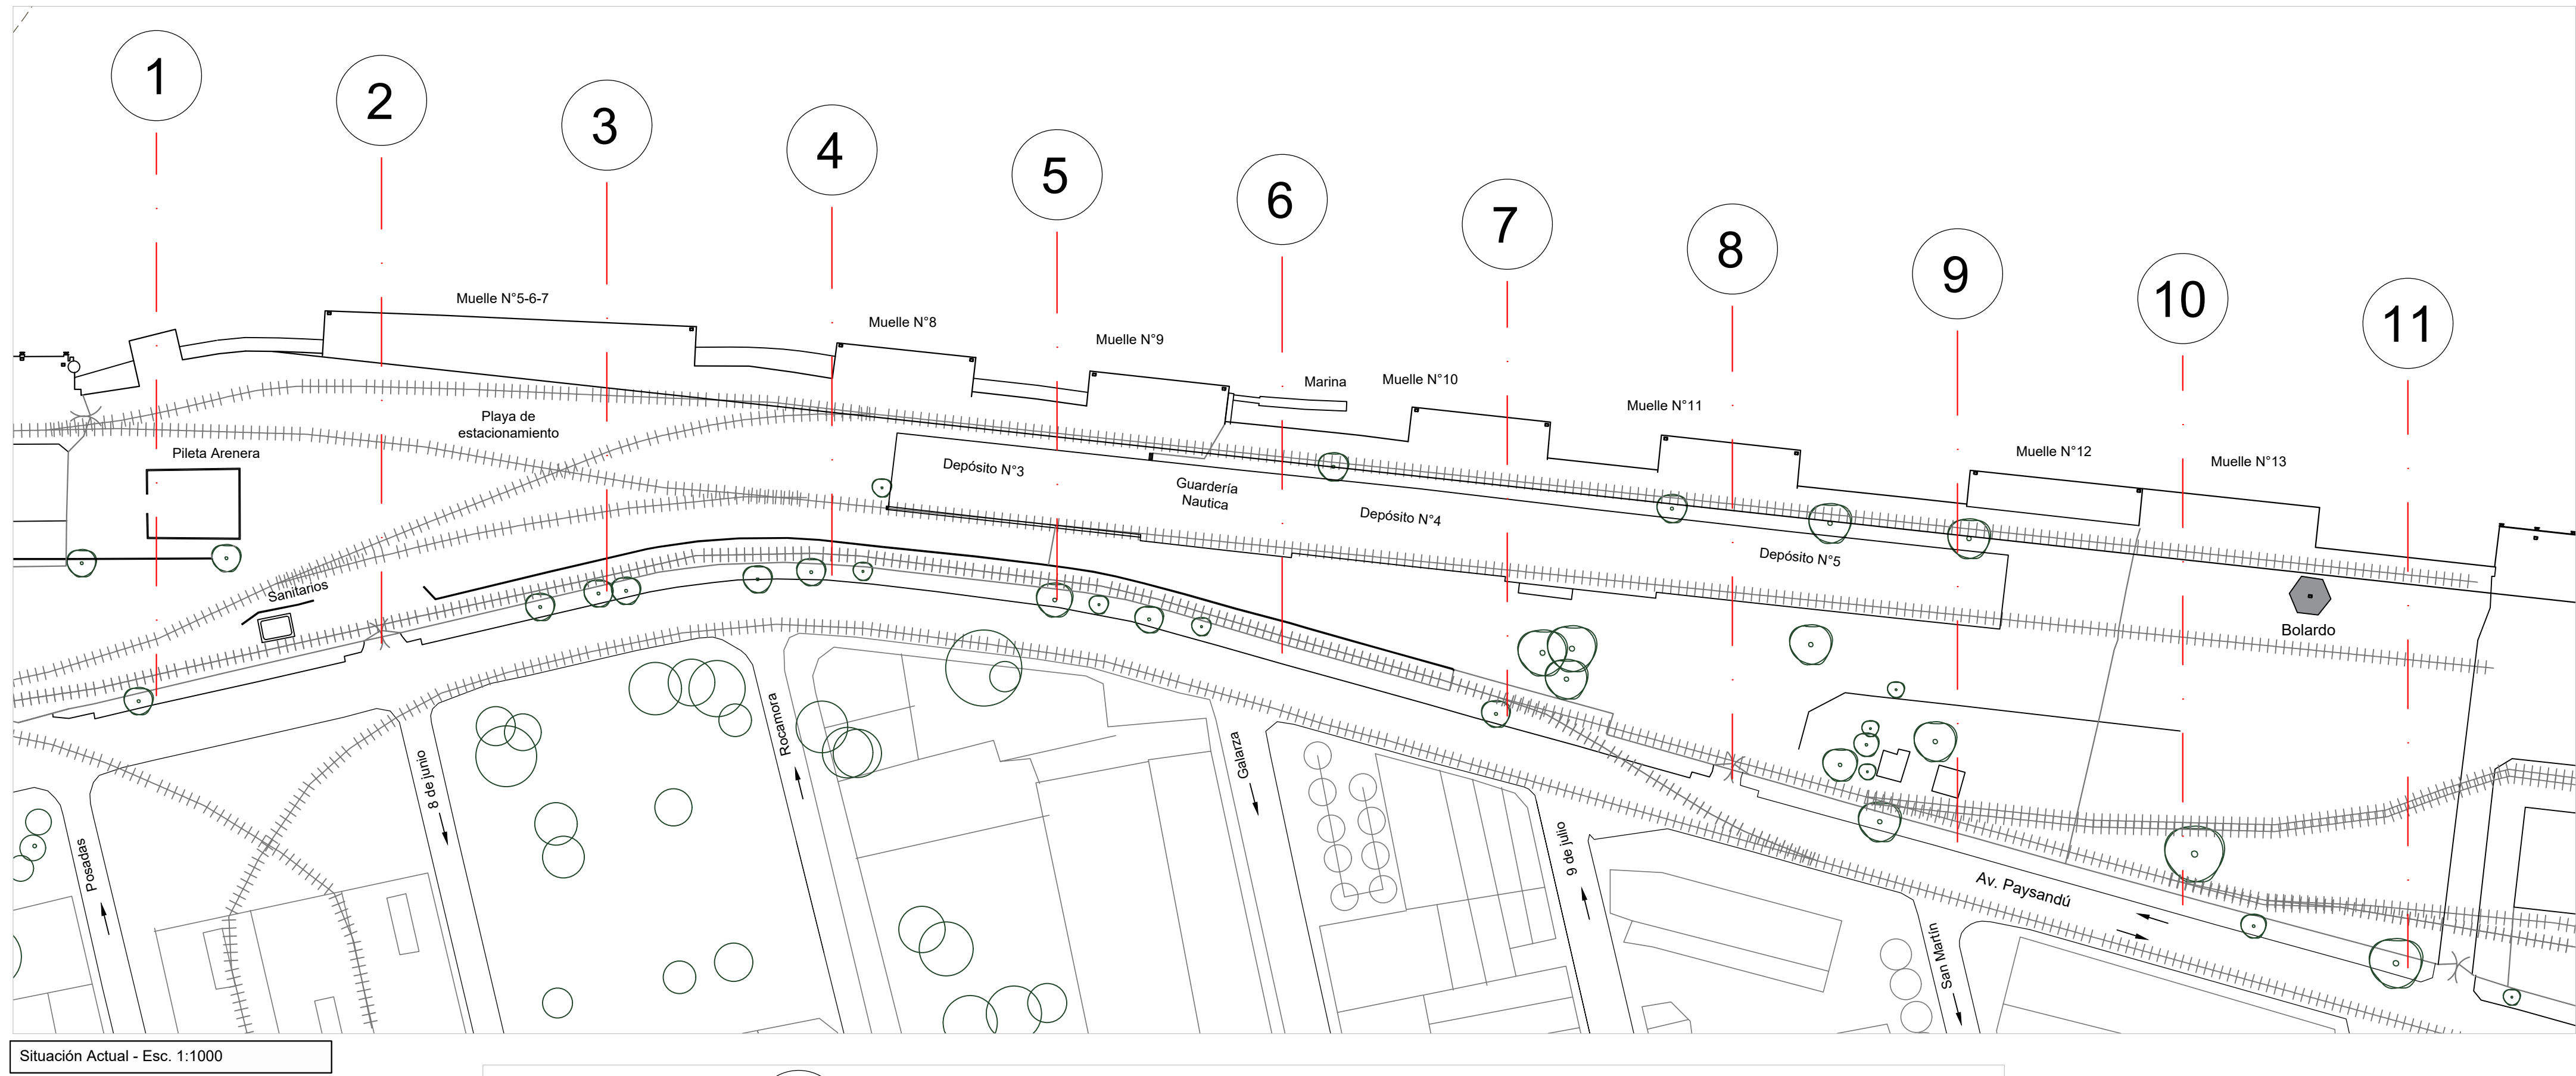 1
2
3
4
5
6
7
8
9
10
11
Muelle N°5-6-7
Muelle N°8
Muelle N°9
Marina
Muelle N°10
Muelle N°11
Muelle N°12
Muelle N°13
Playa de
estacionamiento
Pileta Arenera
Depósito N°3
Guardería
Nautica
Depósito N°4
Depósito N°5
Sanitarios
Bolardo
Posadas
8 de junio
Rocamora
Galarza
9 de julio
San Martín
Av. Paysandú
Situación Actual - Esc. 1:1000